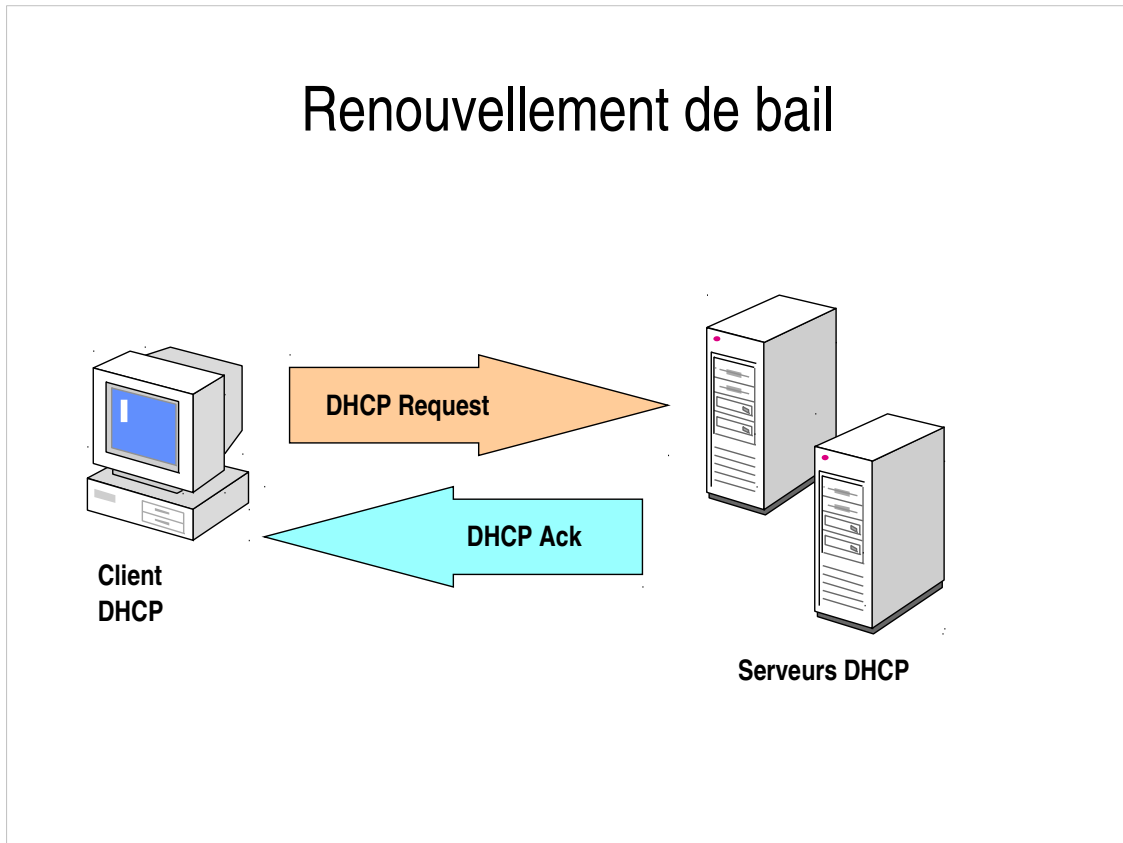 Renouvellement de bail
DHCP Request
DHCP Ack
Client
DHCP
Serveurs DHCP